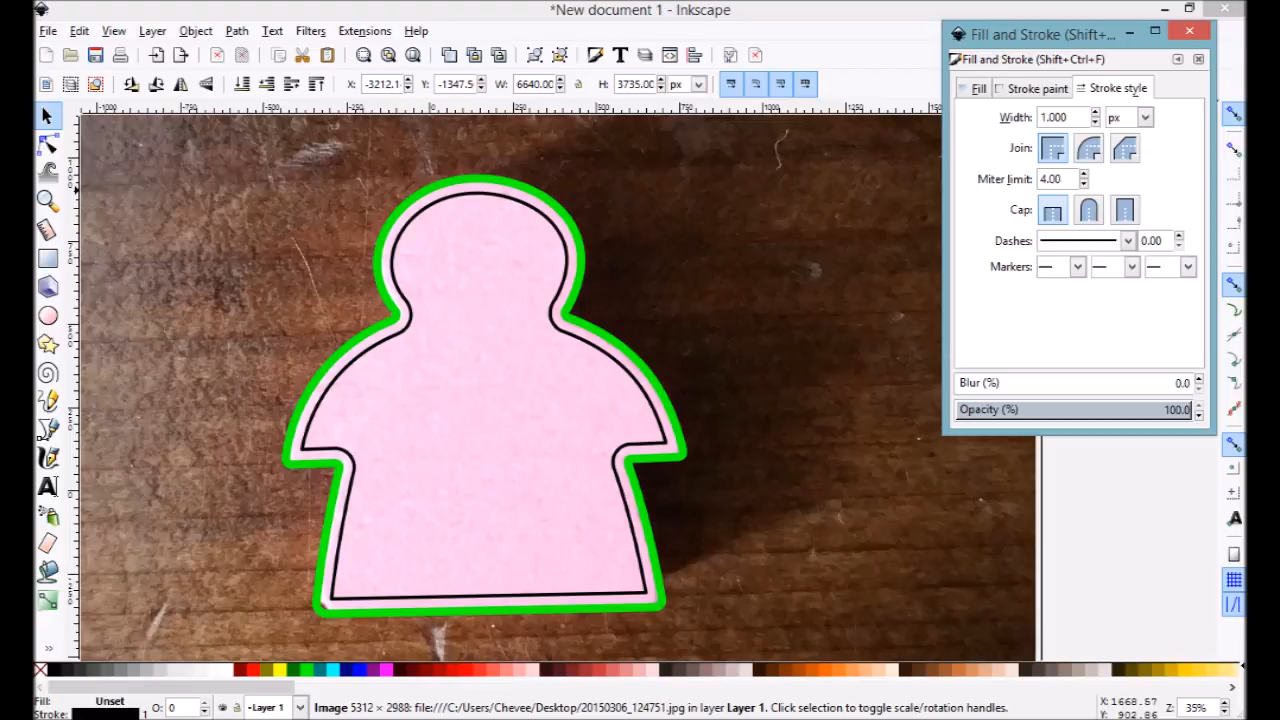 *New document 1 - Inkscape
File Edit View Layer Object Path Text Filters Extensions Help
X: -3212.1 Y: -1347.5 W: 6640.00 H: 3735.00 px
Fill and Stroke (Shift+...
Fill and Stroke (Shift+Ctrl+F)
Fill Stroke paint Stroke style
Width: 1.000 px
Join:
Miter limit: 4.00
Cap:
Dashes: 0.00
Markers:
Blur (%) 0.0
Opacity (%) 100.0
Fill: Unset
Stroke: 1
O: 0
Layer 1
Image 5312 × 2988: file:///C:/Users/Chevee/Desktop/20150306_124751.jpg in layer Layer 1. Click selection to toggle scale/rotation handles.
X: 1668.57
Y: 902.86
Z: 35%